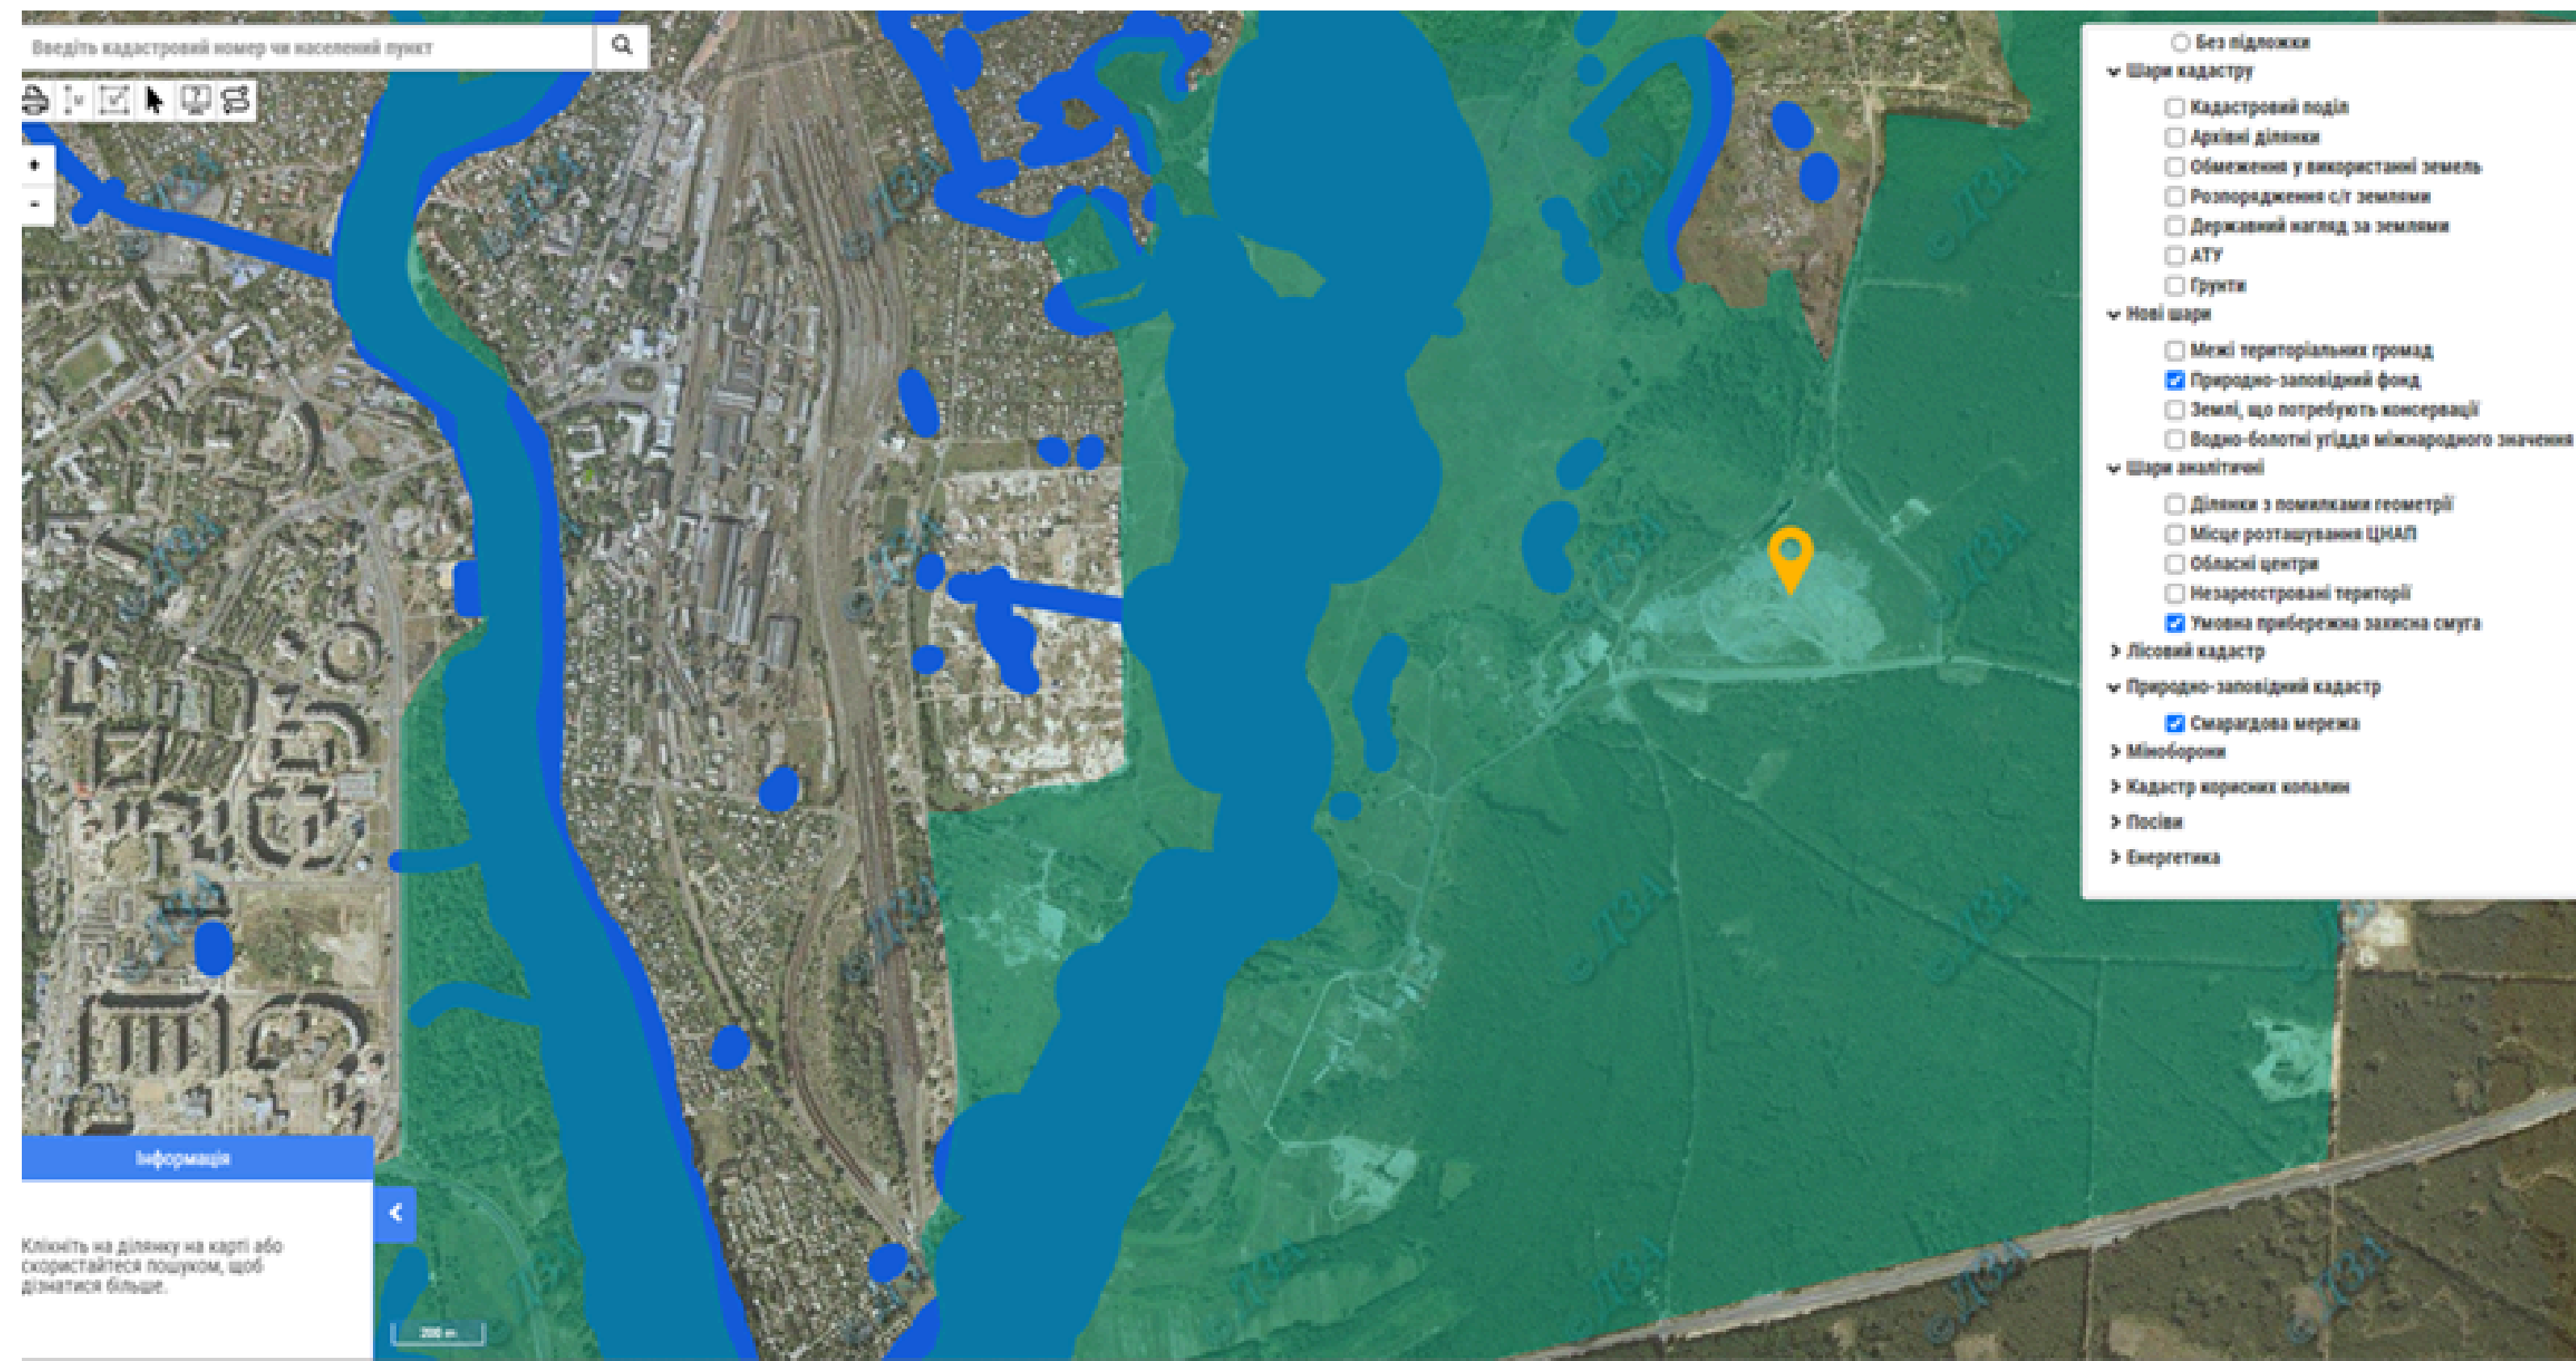 Введіть кадастровий номер чи населений пункт
+
-
Без підложки
Шари кадастру
Кадастровий поділ
Архівні ділянки
Обмеження у використанні земель
Розпорядження с/г землями
Державний нагляд за землями
АТУ
Ґрунти
Нові шари
Межі територіальних громад
Природно-заповідний фонд
Землі, що потребують консервації
Водно-болотні угіддя міжнародного значення
Шари аналітичні
Ділянки з помилками геометрії
Місце розташування ЦНАП
Обласні центри
Незареєстровані території
Умовна прибережна захисна смуга
Лісовий кадастр
Природно-заповідний кадастр
Смарагдова мережа
Міноборони
Кадастр корисних копалин
Посіви
Енергетика
Інформація
Клікніть на ділянку на карті або
скористайтеся пошуком, щоб
дізнатися більше.
200 m
© ДЗА